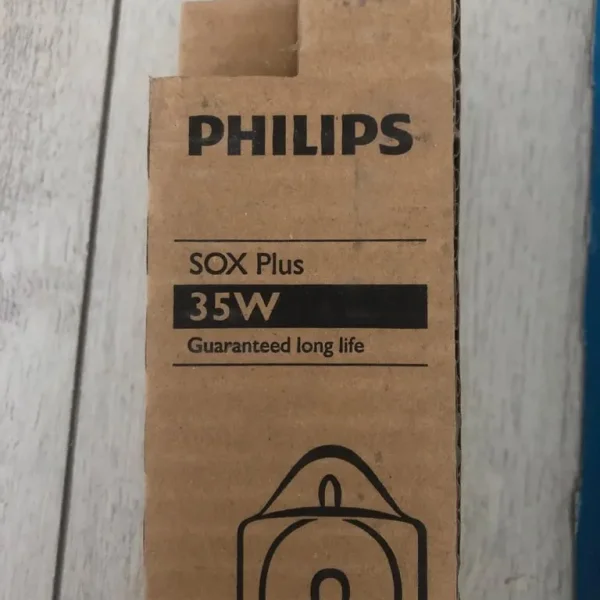 PHILIPS
SOX Plus
35W
Guaranteed long life